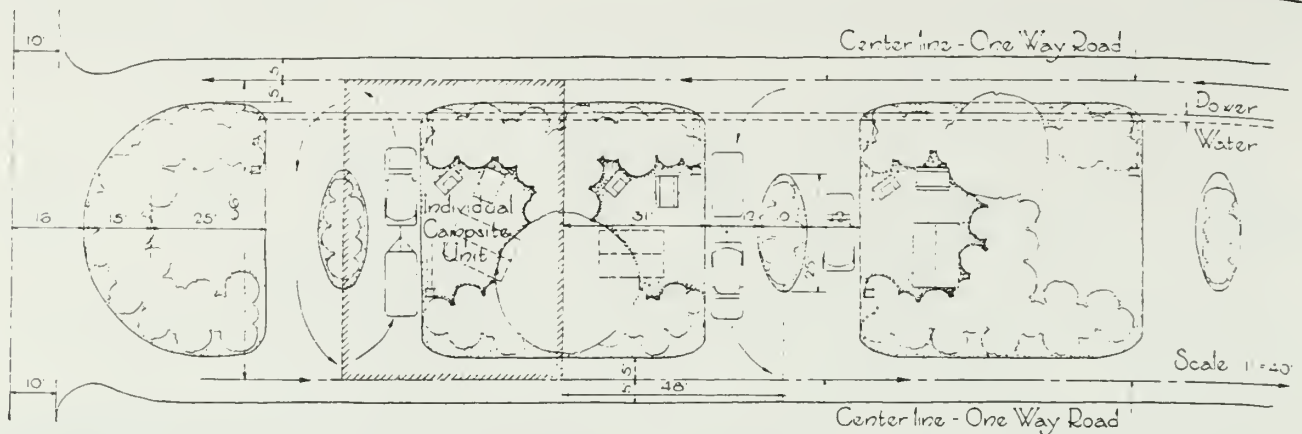 10'
Center line - One Way Road
5' 5'
Power
Water
16' 15' 25'
Individual
Campsite
Unit
31' 12' 10'
25'
5' 5'
48'
Scale 1" = 40'
10'
Center line - One Way Road